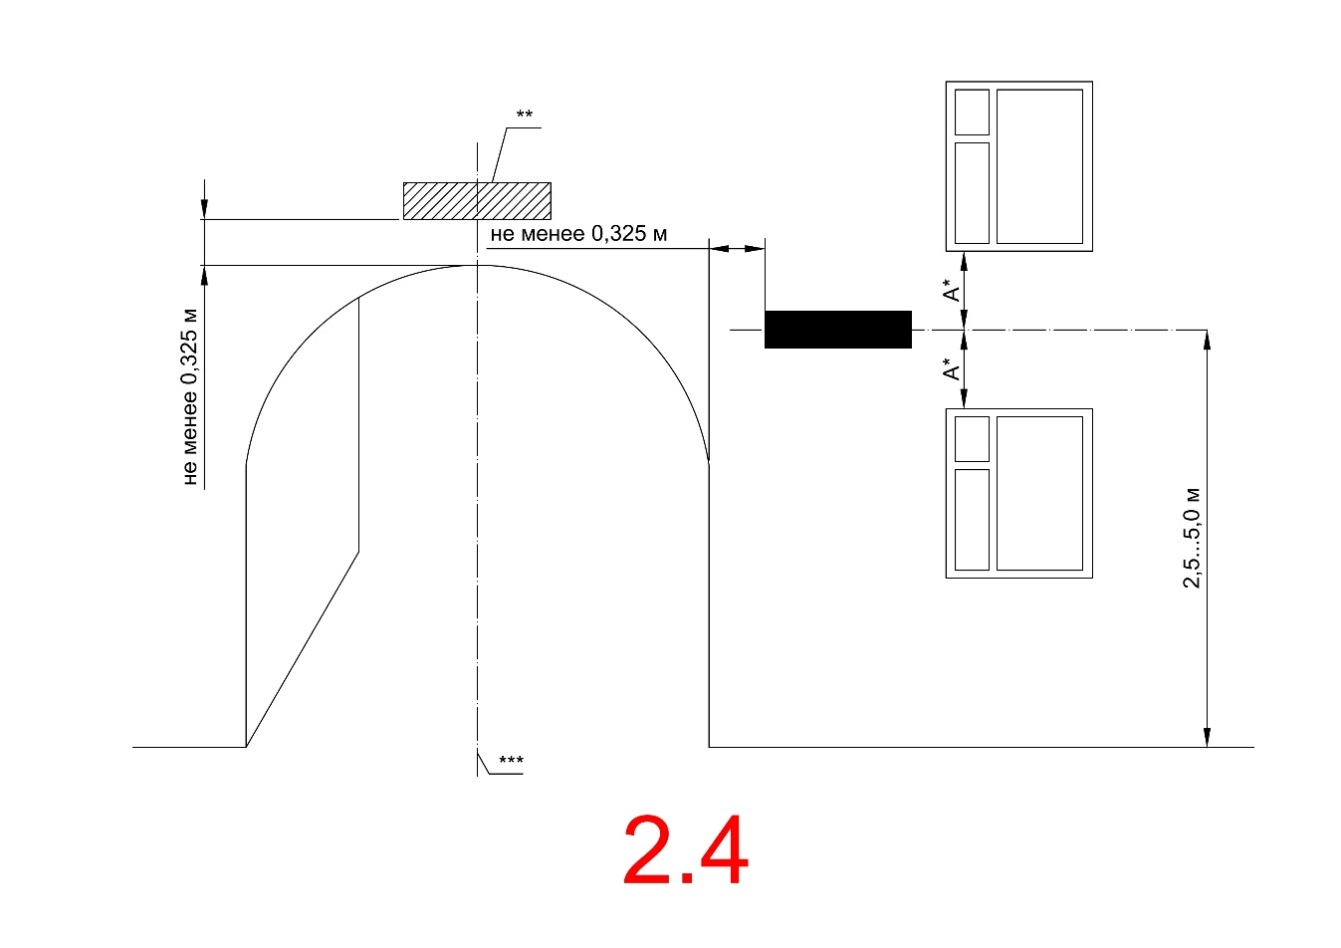 **
не менее 0,325 м
не менее 0,325 м
А*
А*
2,5...5,0 м
***
2.4